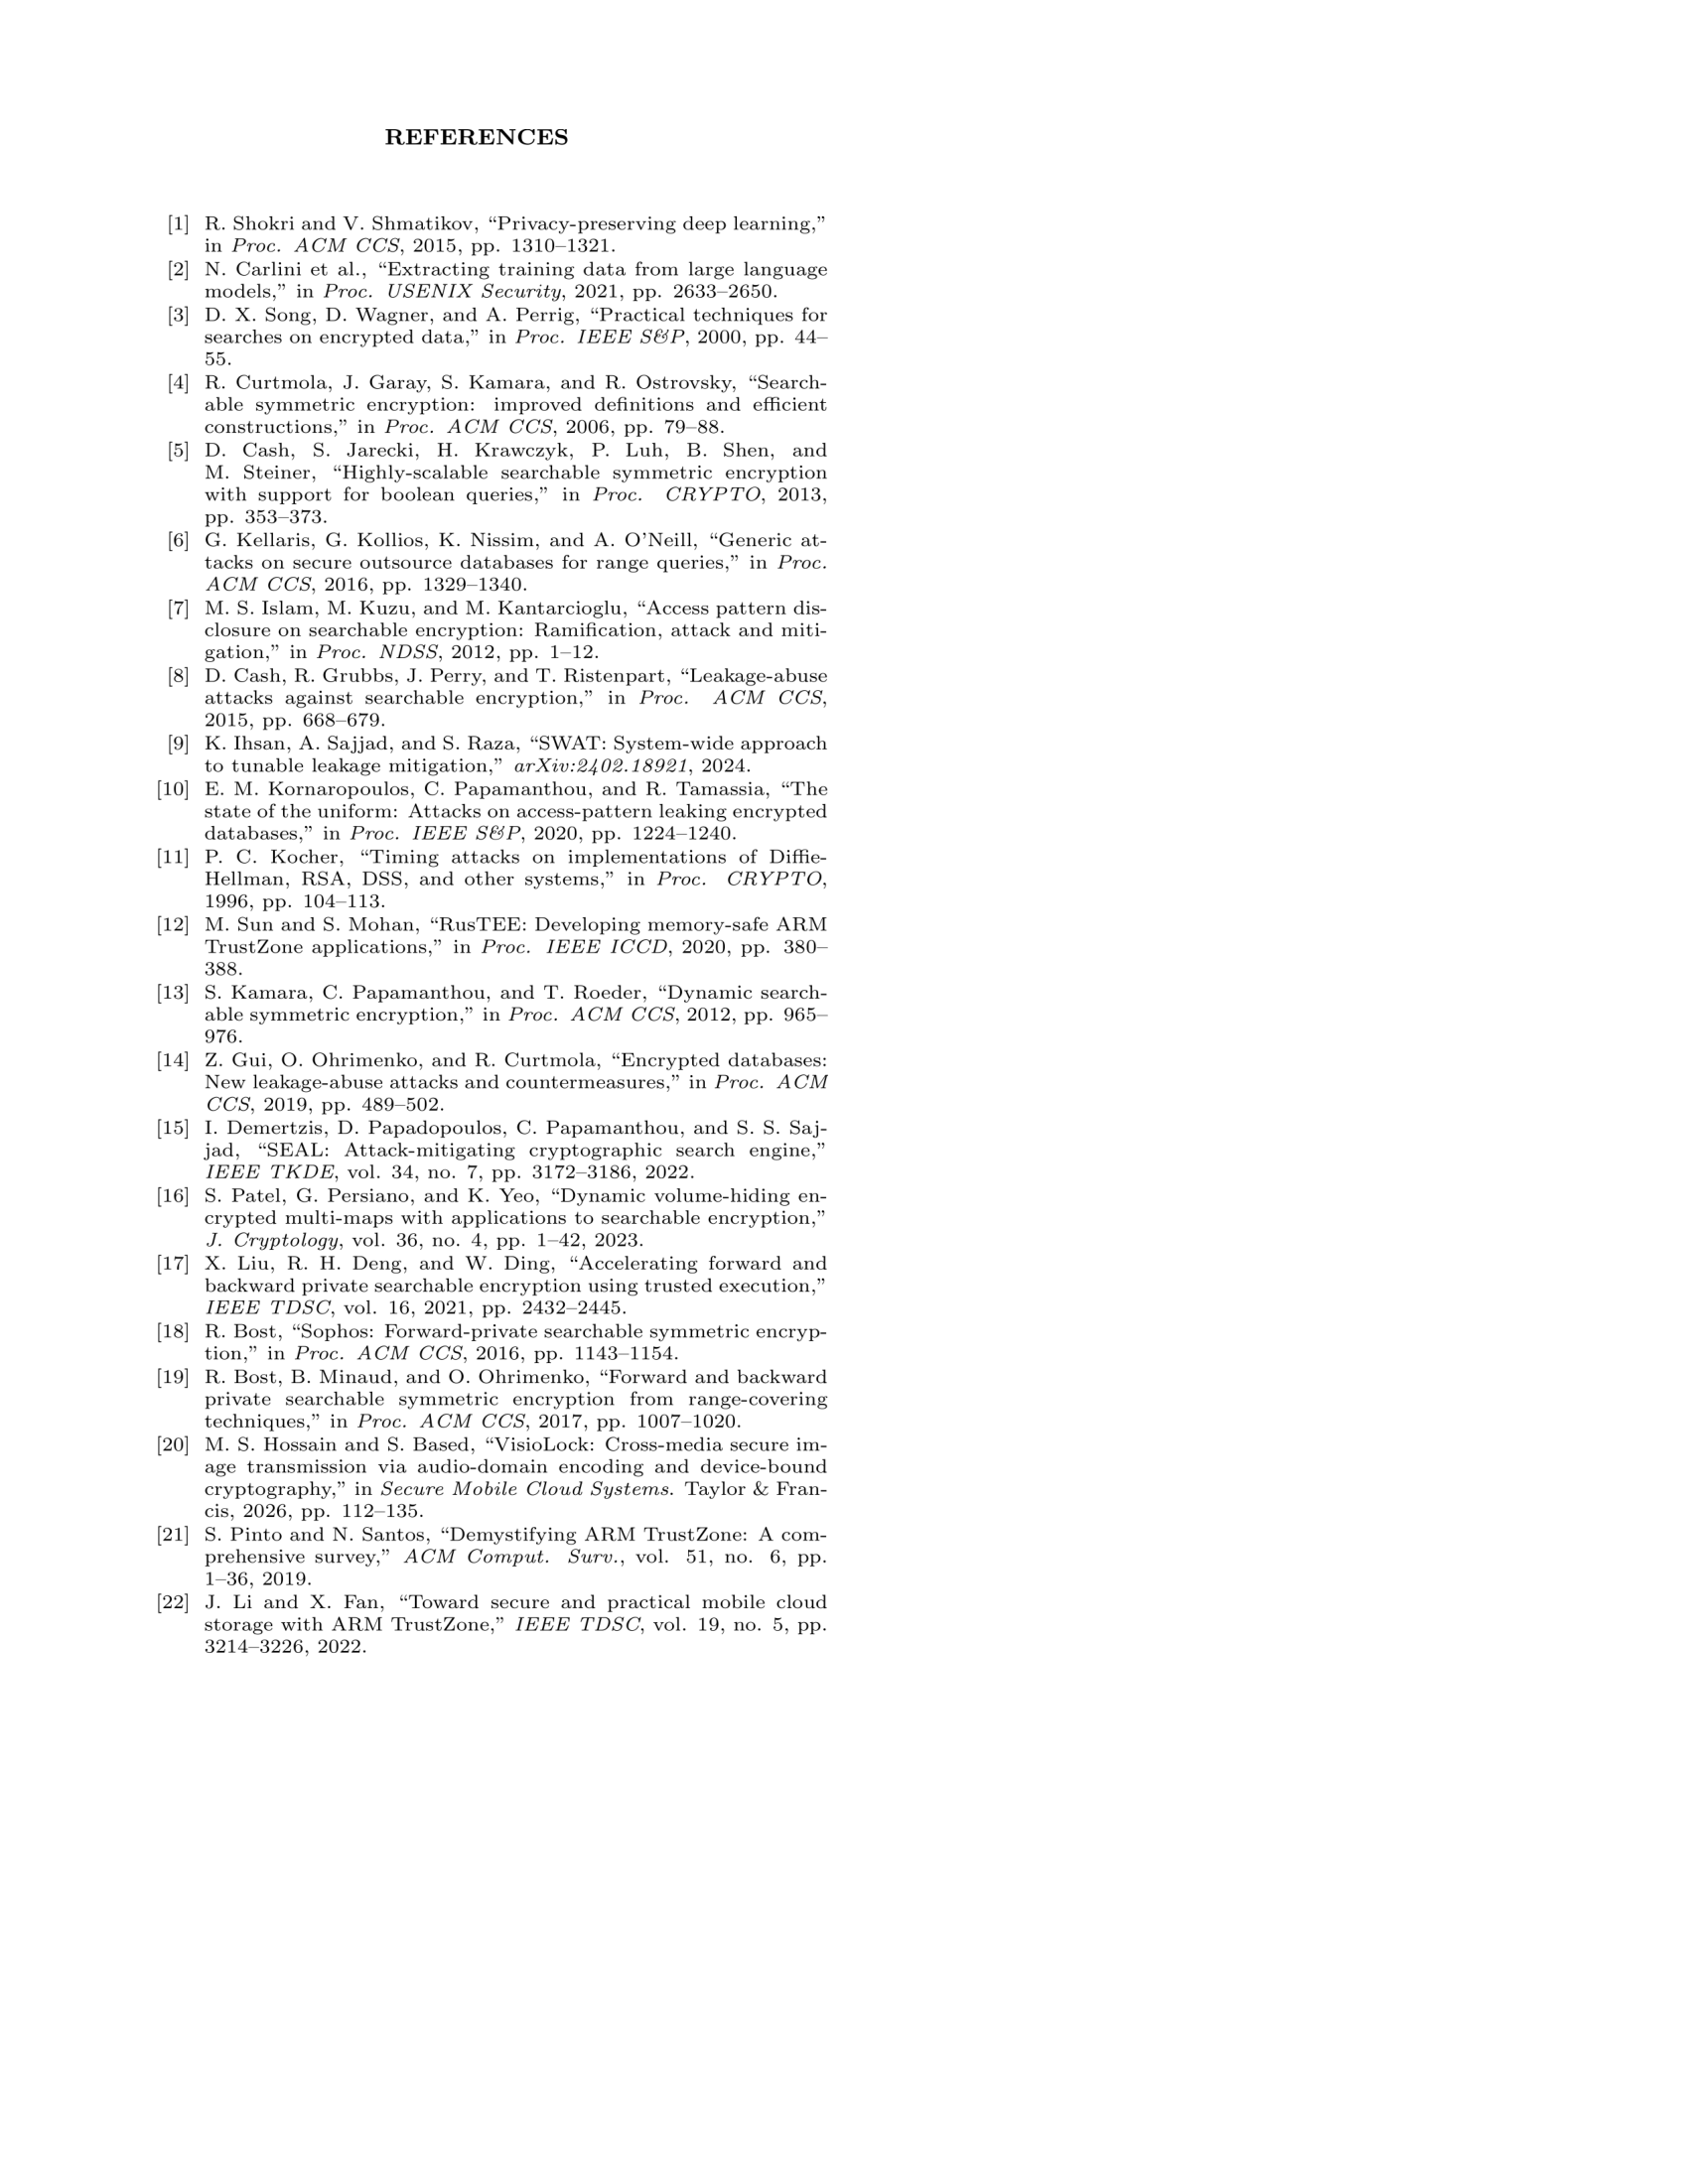 REFERENCES
[1] R. Shokri and V. Shmatikov, “Privacy-preserving deep learning,”
in Proc. ACM CCS, 2015, pp. 1310–1321.
[2] N. Carlini et al., “Extracting training data from large language
models,” in Proc. USENIX Security, 2021, pp. 2633–2650.
[3] D. X. Song, D. Wagner, and A. Perrig, “Practical techniques for
searches on encrypted data,” in Proc. IEEE S&P, 2000, pp. 44–
55.
[4] R. Curtmola, J. Garay, S. Kamara, and R. Ostrovsky, “Search-
able symmetric encryption: improved definitions and efficient
constructions,” in Proc. ACM CCS, 2006, pp. 79–88.
[5] D. Cash, S. Jarecki, H. Krawczyk, P. Luh, B. Shen, and
M. Steiner, “Highly-scalable searchable symmetric encryption
with support for boolean queries,” in Proc. CRYPTO, 2013,
pp. 353–373.
[6] G. Kellaris, G. Kollios, K. Nissim, and A. O’Neill, “Generic at-
tacks on secure outsource databases for range queries,” in Proc.
ACM CCS, 2016, pp. 1329–1340.
[7] M. S. Islam, M. Kuzu, and M. Kantarcioglu, “Access pattern dis-
closure on searchable encryption: Ramification, attack and miti-
gation,” in Proc. NDSS, 2012, pp. 1–12.
[8] D. Cash, R. Grubbs, J. Perry, and T. Ristenpart, “Leakage-abuse
attacks against searchable encryption,” in Proc. ACM CCS,
2015, pp. 668–679.
[9] K. Ihsan, A. Sajjad, and S. Raza, “SWAT: System-wide approach
to tunable leakage mitigation,” arXiv:2402.18921, 2024.
[10] E. M. Kornaropoulos, C. Papamanthou, and R. Tamassia, “The
state of the uniform: Attacks on access-pattern leaking encrypted
databases,” in Proc. IEEE S&P, 2020, pp. 1224–1240.
[11] P. C. Kocher, “Timing attacks on implementations of Diffie-
Hellman, RSA, DSS, and other systems,” in Proc. CRYPTO,
1996, pp. 104–113.
[12] M. Sun and S. Mohan, “RusTEE: Developing memory-safe ARM
TrustZone applications,” in Proc. IEEE ICCD, 2020, pp. 380–
388.
[13] S. Kamara, C. Papamanthou, and T. Roeder, “Dynamic search-
able symmetric encryption,” in Proc. ACM CCS, 2012, pp. 965–
976.
[14] Z. Gui, O. Ohrimenko, and R. Curtmola, “Encrypted databases:
New leakage-abuse attacks and countermeasures,” in Proc. ACM
CCS, 2019, pp. 489–502.
[15] I. Demertzis, D. Papadopoulos, C. Papamanthou, and S. S. Saj-
jad, “SEAL: Attack-mitigating cryptographic search engine,”
IEEE TKDE, vol. 34, no. 7, pp. 3172–3186, 2022.
[16] S. Patel, G. Persiano, and K. Yeo, “Dynamic volume-hiding en-
crypted multi-maps with applications to searchable encryption,”
J. Cryptology, vol. 36, no. 4, pp. 1–42, 2023.
[17] X. Liu, R. H. Deng, and W. Ding, “Accelerating forward and
backward private searchable encryption using trusted execution,”
IEEE TDSC, vol. 16, 2021, pp. 2432–2445.
[18] R. Bost, “Sophos: Forward-private searchable symmetric encryp-
tion,” in Proc. ACM CCS, 2016, pp. 1143–1154.
[19] R. Bost, B. Minaud, and O. Ohrimenko, “Forward and backward
private searchable symmetric encryption from range-covering
techniques,” in Proc. ACM CCS, 2017, pp. 1007–1020.
[20] M. S. Hossain and S. Based, “VisioLock: Cross-media secure im-
age transmission via audio-domain encoding and device-bound
cryptography,” in Secure Mobile Cloud Systems. Taylor & Fran-
cis, 2026, pp. 112–135.
[21] S. Pinto and N. Santos, “Demystifying ARM TrustZone: A com-
prehensive survey,” ACM Comput. Surv., vol. 51, no. 6, pp.
1–36, 2019.
[22] J. Li and X. Fan, “Toward secure and practical mobile cloud
storage with ARM TrustZone,” IEEE TDSC, vol. 19, no. 5, pp.
3214–3226, 2022.